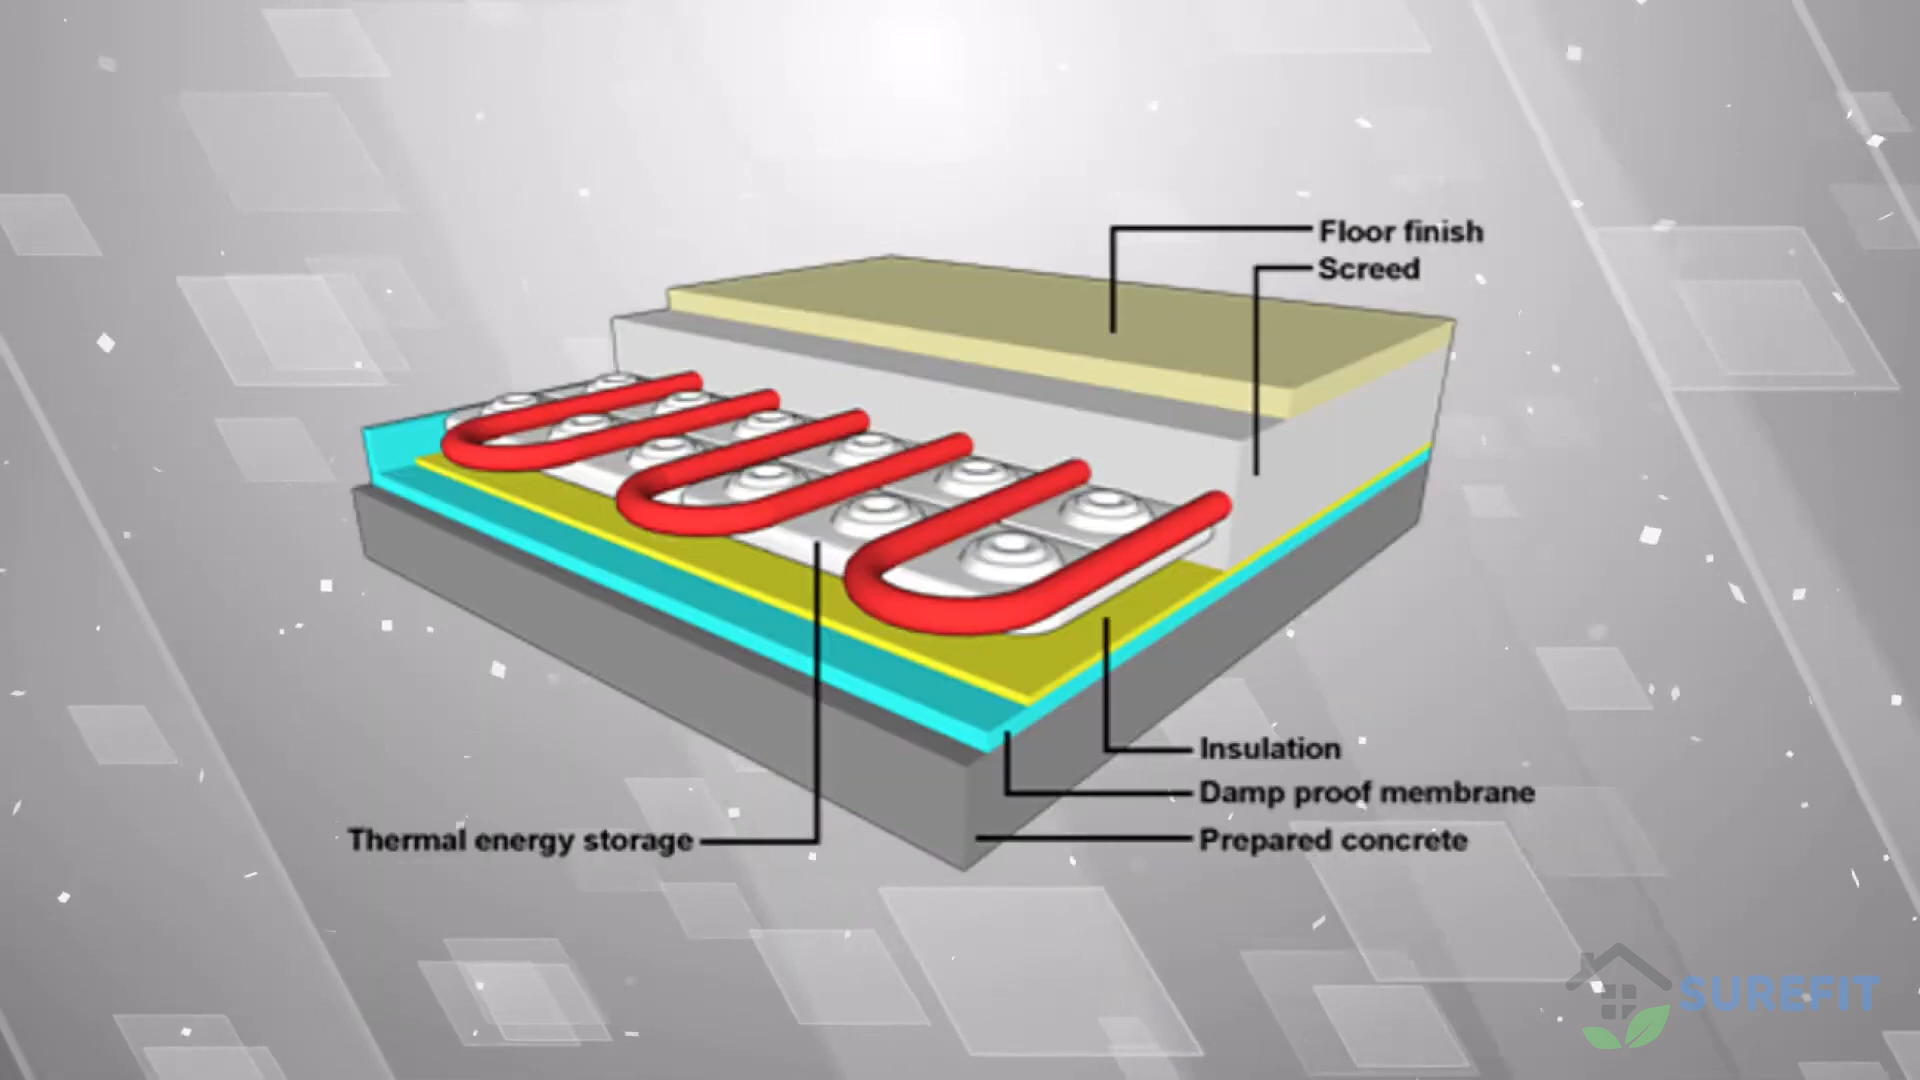 Floor finish
Screed
Insulation
Damp proof membrane
Thermal energy storage
Prepared concrete
SUREFIT